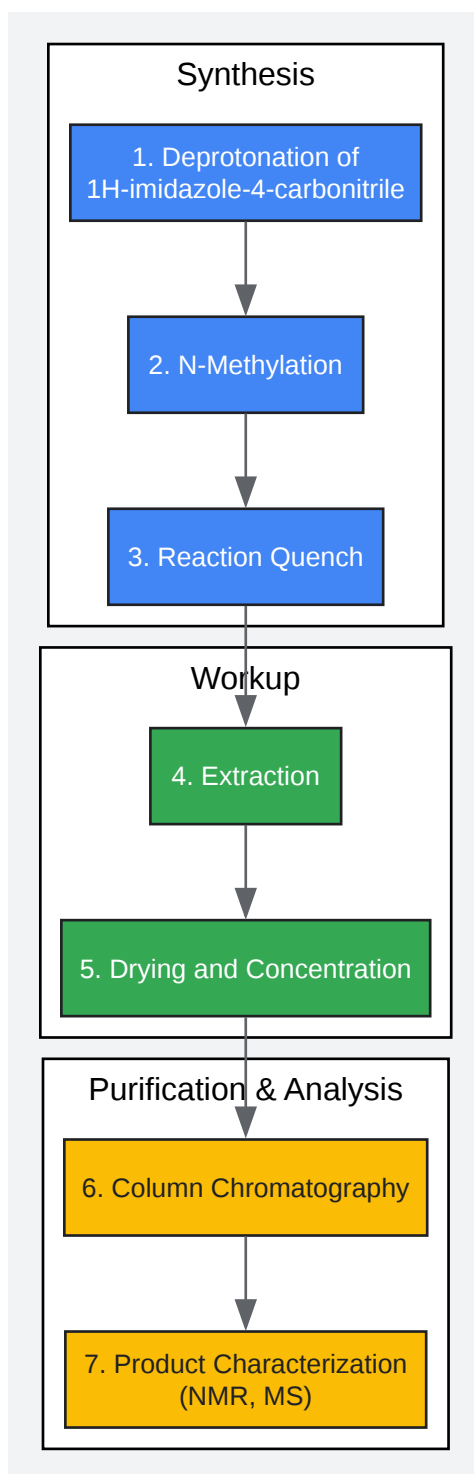 Synthesis
1. Deprotonation of
1H-imidazole-4-carbonitrile
2. N-Methylation
3. Reaction Quench
Workup
4. Extraction
5. Drying and Concentration
Purification & Analysis
6. Column Chromatography
7. Product Characterization
(NMR, MS)